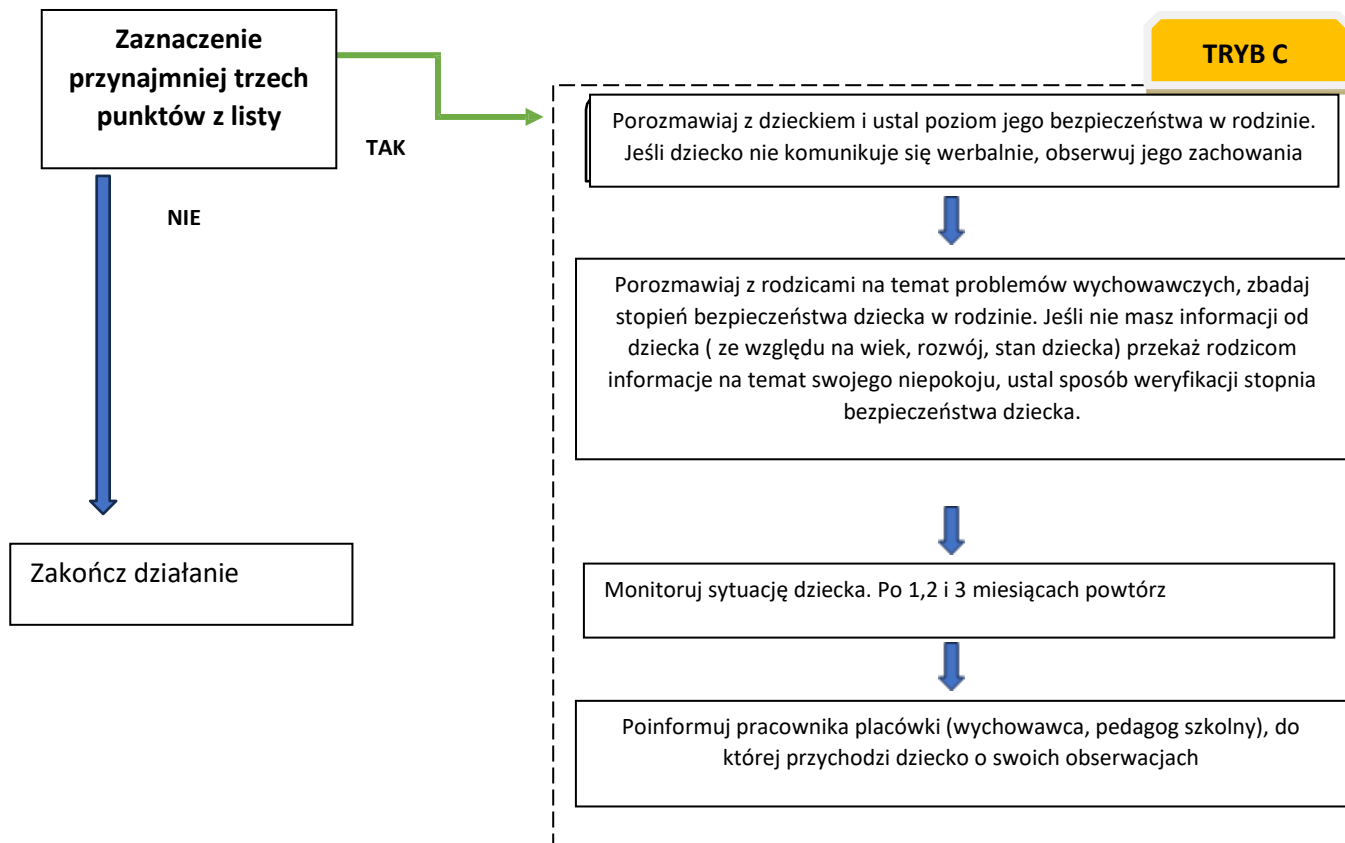 Zaznaczenie
przynajmniej trzech
punktów z listy
TAK
NIE
Zakończ działanie
TRYB C
Porozmawiaj z dzieckiem i ustal poziom jego bezpieczeństwa w rodzinie.
Jeśli dziecko nie komunikuje się werbalnie, obserwuj jego zachowania
Porozmawiaj z rodzicami na temat problemów wychowawczych, zbadaj
stopień bezpieczeństwa dziecka w rodzinie. Jeśli nie masz informacji od
dziecka ( ze względu na wiek, rozwój, stan dziecka) przekaż rodzicom
informacje na temat swojego niepokoju, ustal sposób weryfikacji stopnia
bezpieczeństwa dziecka.
Monitoruj sytuację dziecka. Po 1,2 i 3 miesiącach powtórz
Poinformuj pracownika placówki (wychowawca, pedagog szkolny), do
której przychodzi dziecko o swoich obserwacjach